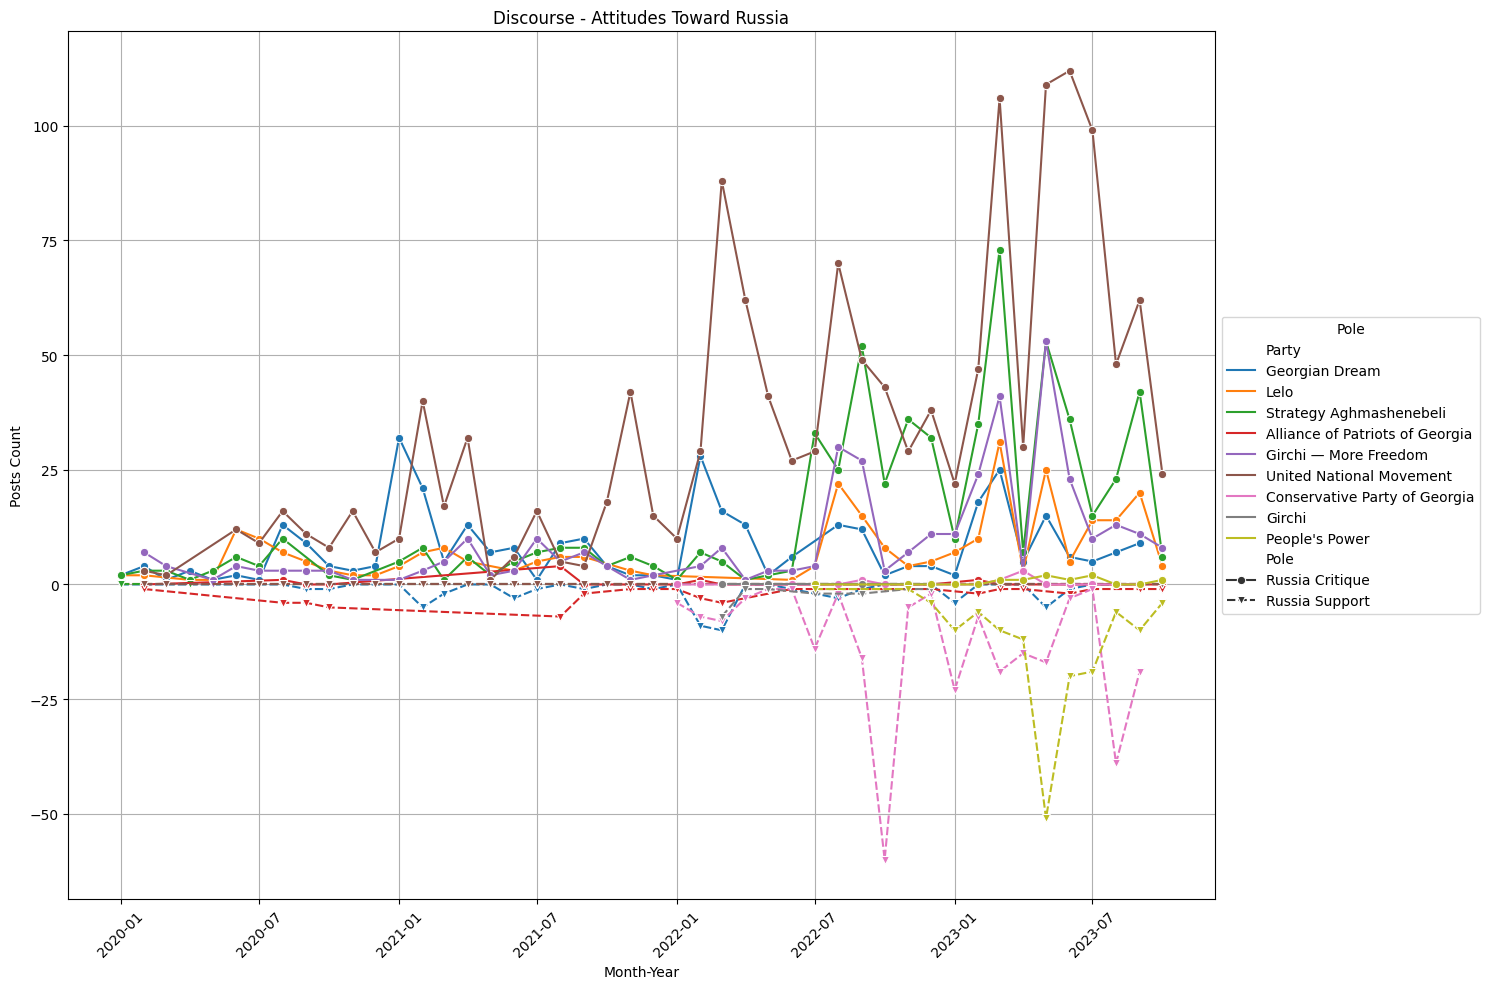 Discourse - Attitudes Toward Russia
Posts Count
100
75
50
25
0
−25
−50
2020-01
2020-07
2021-01
2021-07
2022-01
2022-07
2023-01
2023-07
Month-Year
Pole
Party
Georgian Dream
Lelo
Strategy Aghmashenebeli
Alliance of Patriots of Georgia
Girchi — More Freedom
United National Movement
Conservative Party of Georgia
Girchi
People's Power
Pole
Russia Critique
Russia Support